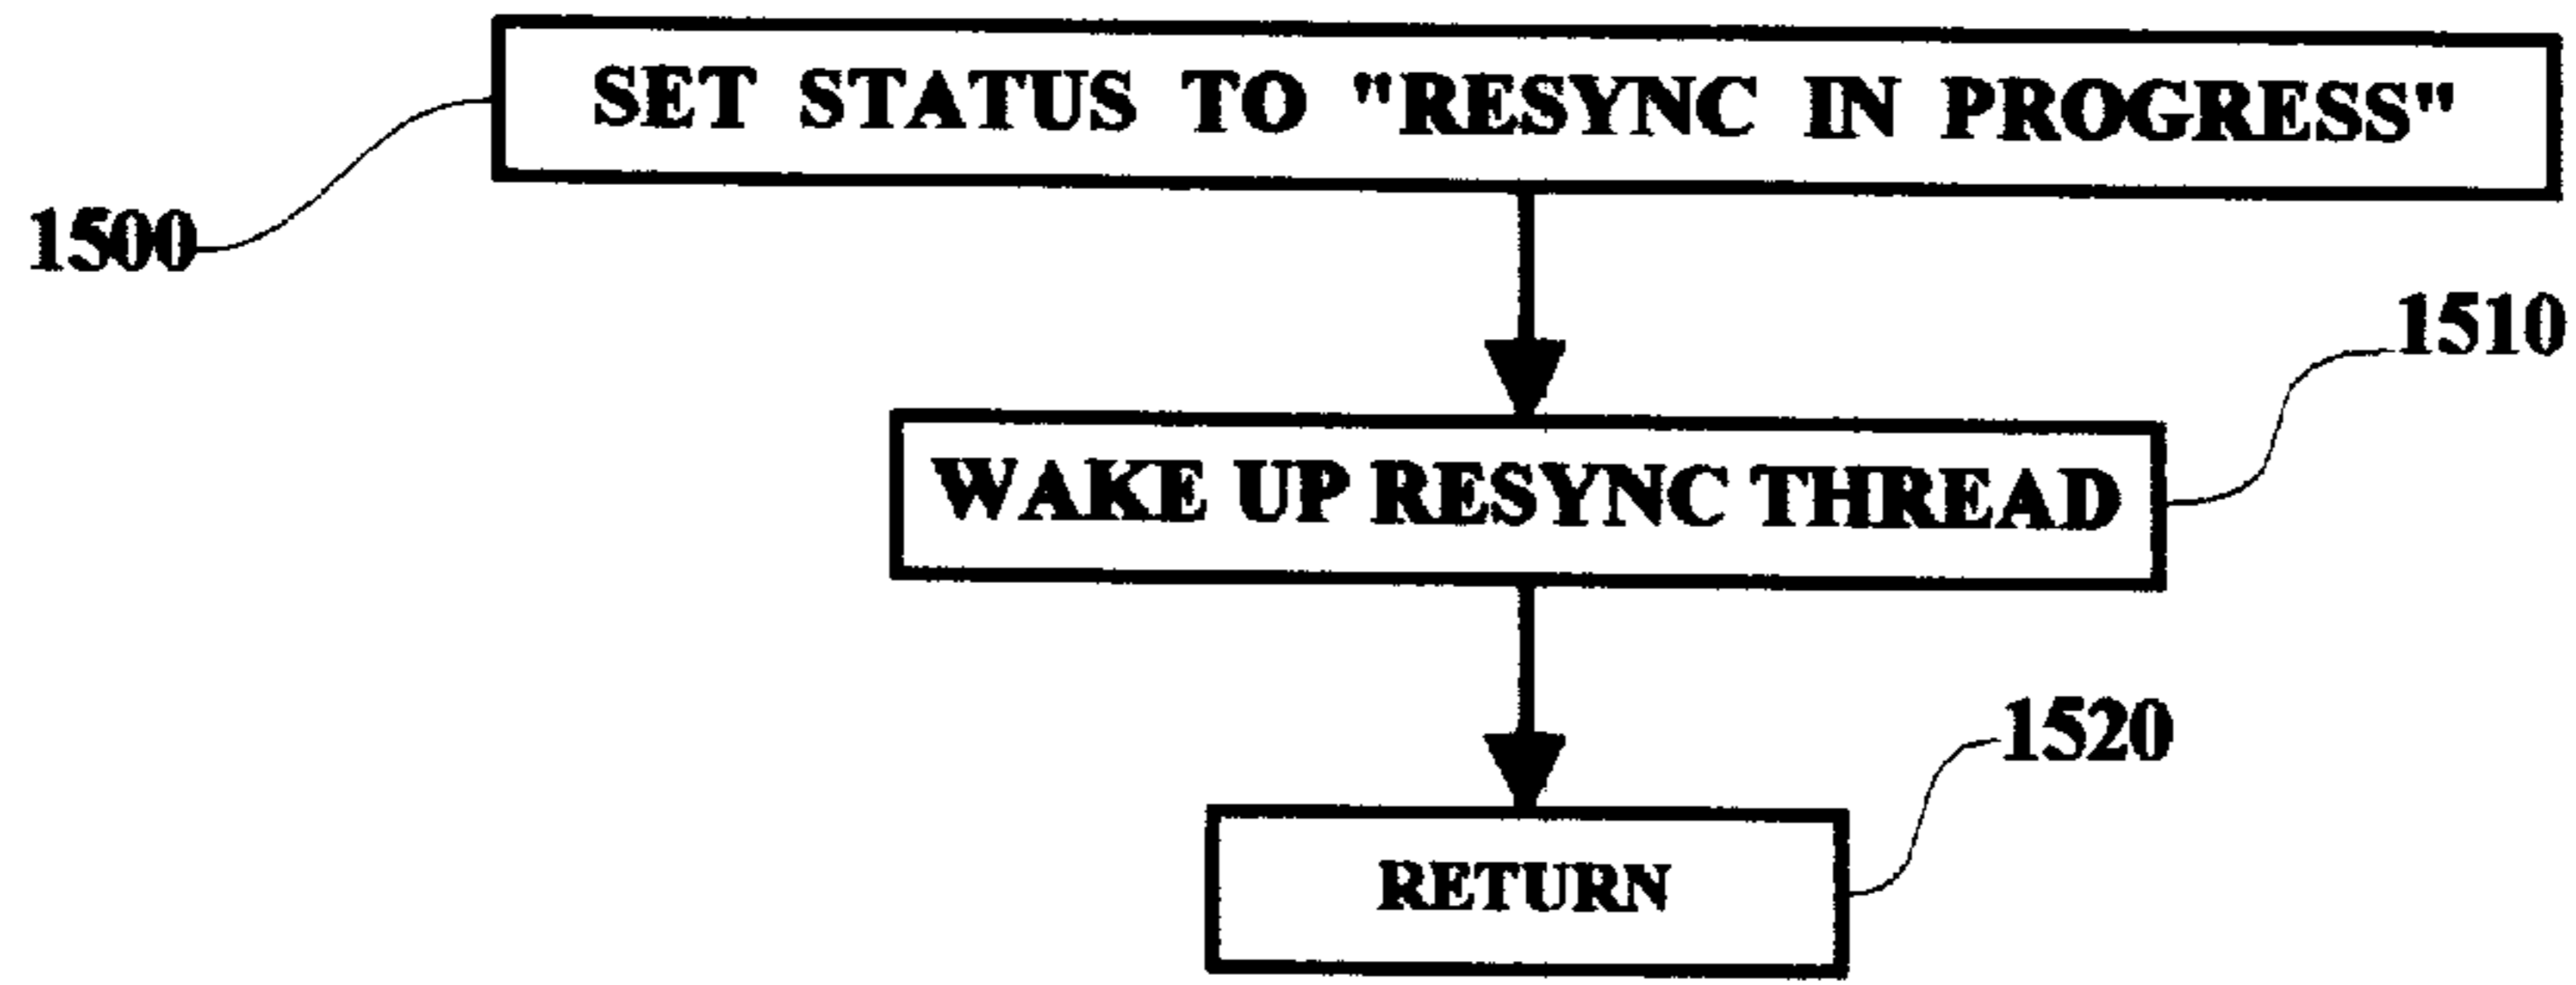 SET STATUS TO "RESYNC IN PROGRESS"
1500
1510
WAKE UP RESYNC THREAD
1520
RETURN